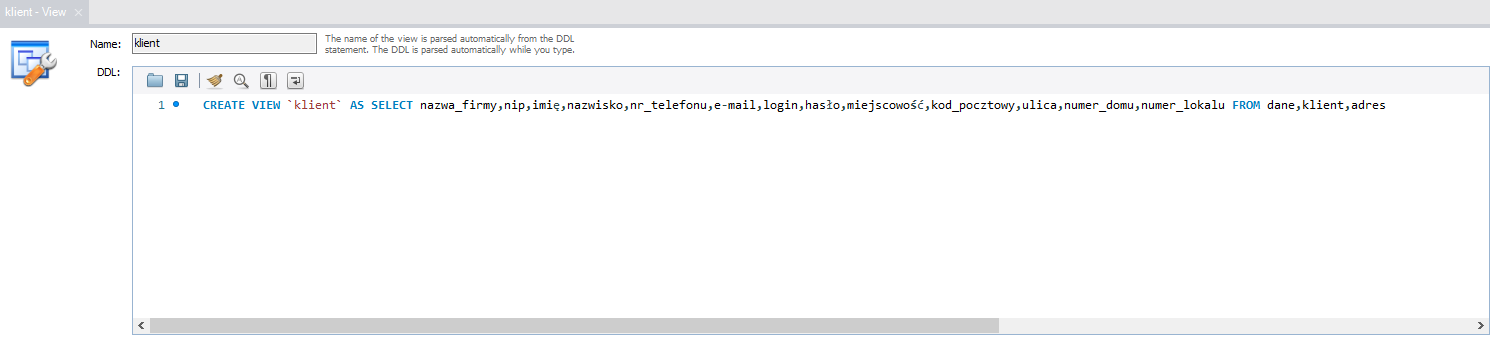 klient - View ×
Name: klient The name of the view is parsed automatically from the DDL
statement. The DDL is parsed automatically while you type.
DDL:
1 CREATE VIEW `klient` AS SELECT nazwa_firmy,nip,imię,nazwisko,nr_telefonu,e-mail,login,hasło,miejscowość,kod_pocztowy,ulica,numer_domu,numer_lokalu FROM dane,klient,adres